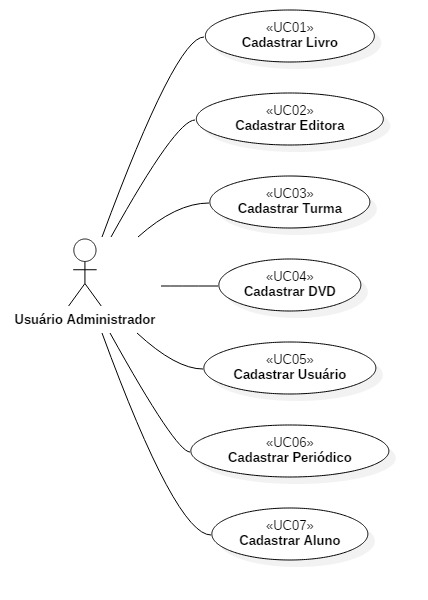 «UC01»
Cadastrar Livro
«UC02»
Cadastrar Editora
«UC03»
Cadastrar Turma
«UC04»
Cadastrar DVD
Usuário Administrador
«UC05»
Cadastrar Usuário
«UC06»
Cadastrar Periódico
«UC07»
Cadastrar Aluno